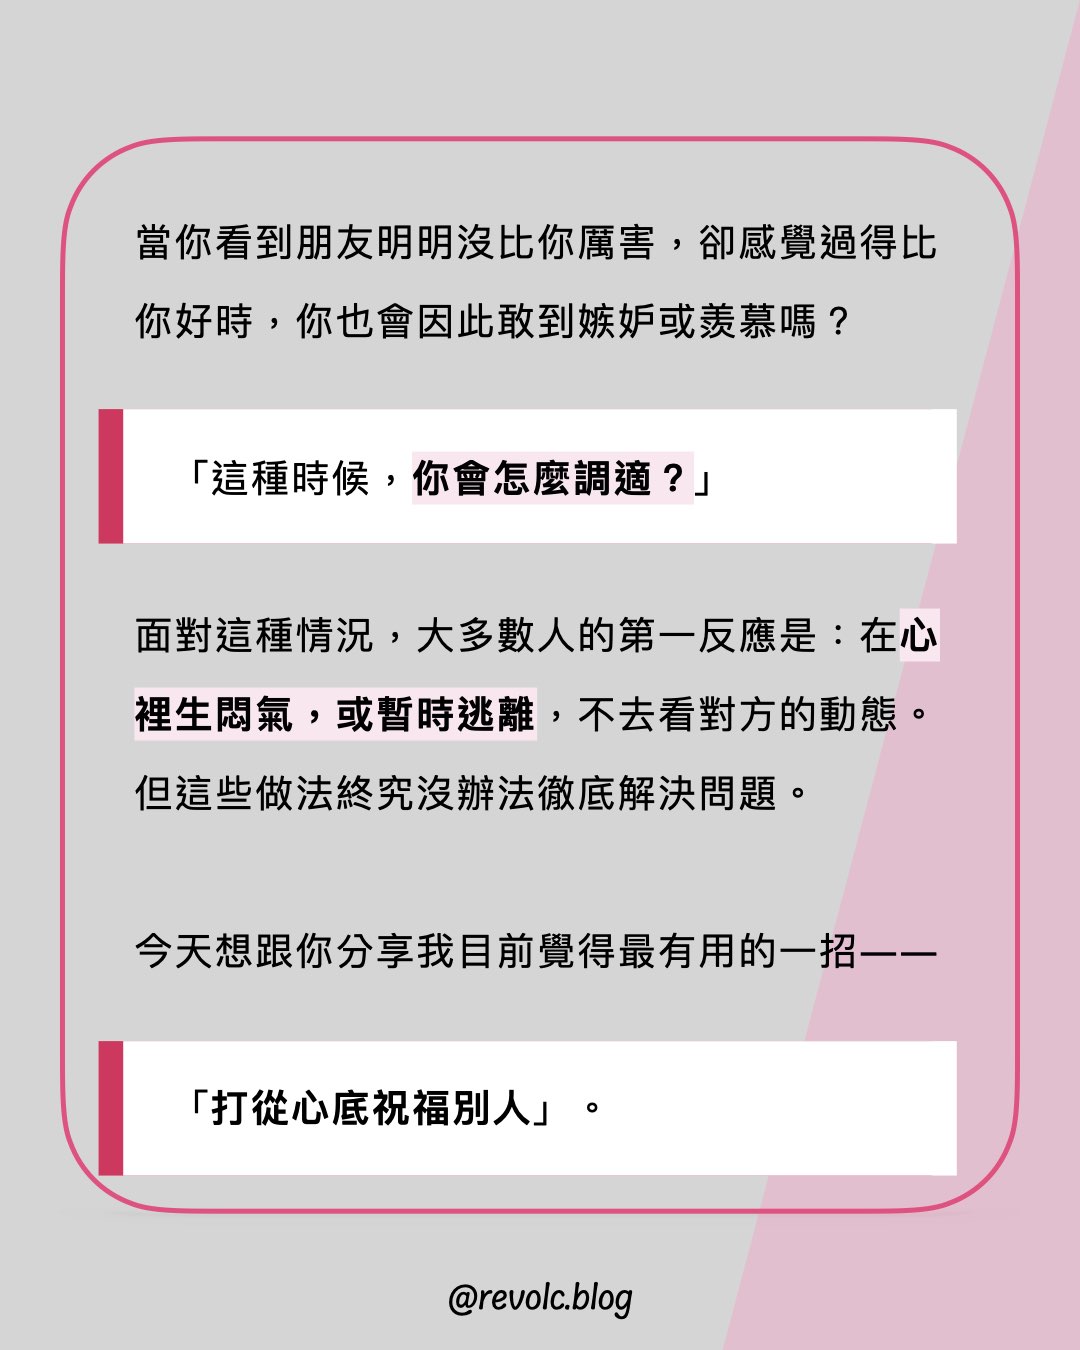 當你看到朋友明明沒比你厲害，卻感覺過得比
你好時，你也會因此敢到嫉妒或羨慕嗎？
「這種時候，你會怎麼調適？」
面對這種情況，大多數人的第一反應是：在心
裡生悶氣，或暫時逃離，不去看對方的動態。
但這些做法終究沒辦法徹底解決問題。
今天想跟你分享我目前覺得最有用的一招——
「打從心底祝福別人」。
@revolc.blog